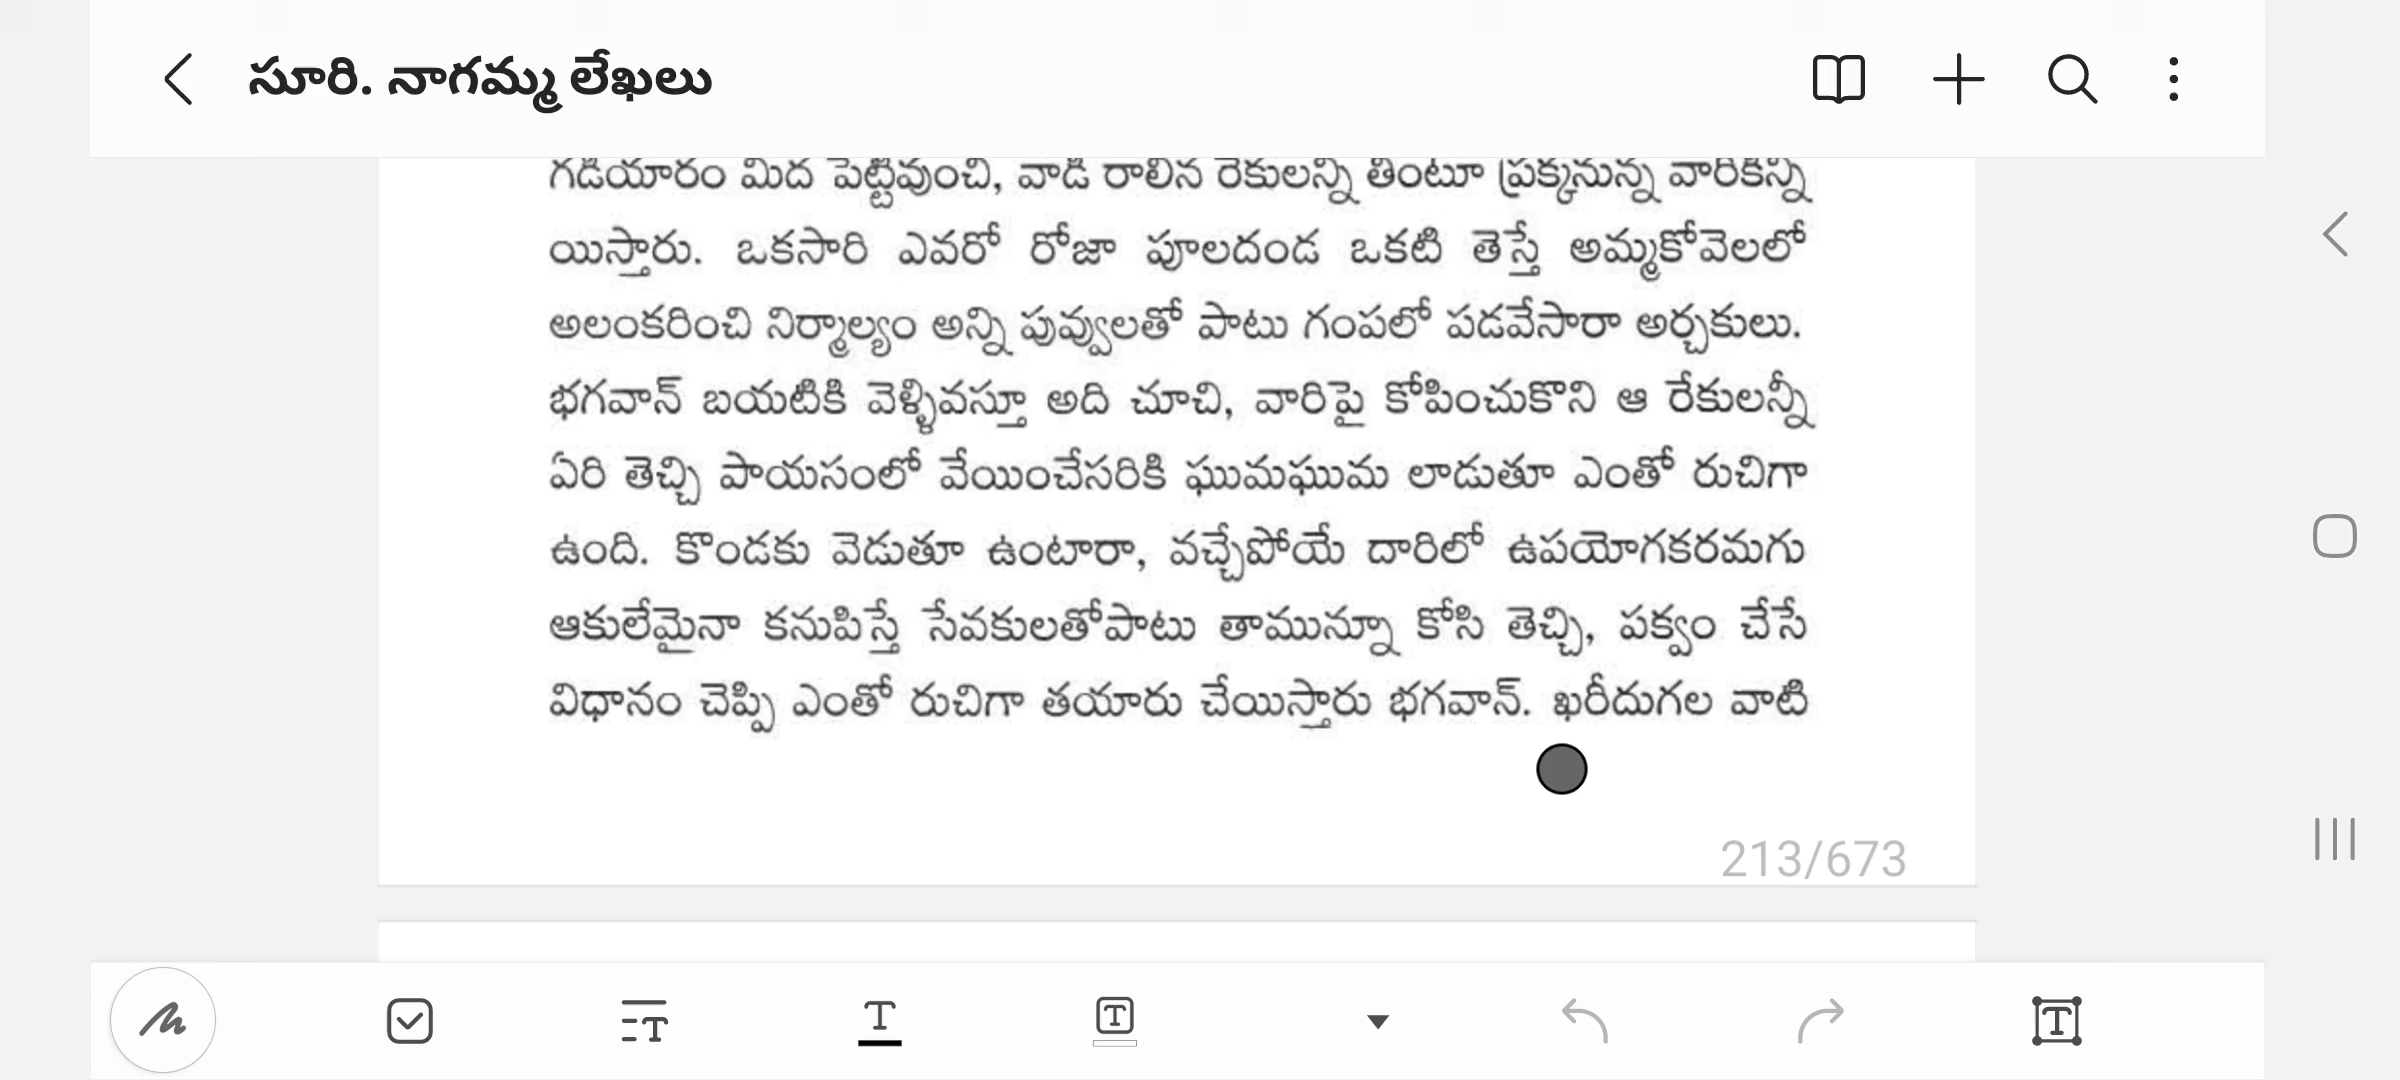 సూరి. నాగమ్మ లేఖలు
గడియారం మీద పెట్టివుంచి, వాడి రాలిన రేకులన్నీ తింటూ ప్రక్కనున్న వారికిన్నీ
యిస్తారు. ఒకసారి ఎవరో రోజా పూలదండ ఒకటి తెస్తే అమ్మకోవెలలో
అలంకరించి నిర్మాల్యం అన్ని పువ్వులతో పాటు గంపలో పడవేసారా అర్చకులు.
భగవాన్ బయటికి వెళ్ళివస్తూ అది చూచి, వారిపై కోపించుకొని ఆ రేకులన్నీ
ఏరి తెచ్చి పాయసంలో వేయించేసరికి ఘుమఘుమ లాడుతూ ఎంతో రుచిగా
ఉంది. కొండకు వెడుతూ ఉంటారా, వచ్చేపోయే దారిలో ఉపయోగకరమగు
ఆకులేమైనా కనుపిస్తే సేవకులతోపాటు తామున్నూ కోసి తెచ్చి, పక్వం చేసే
విధానం చెప్పి ఎంతో రుచిగా తయారు చేయిస్తారు భగవాన్. ఖరీదుగల వాటి
213/673